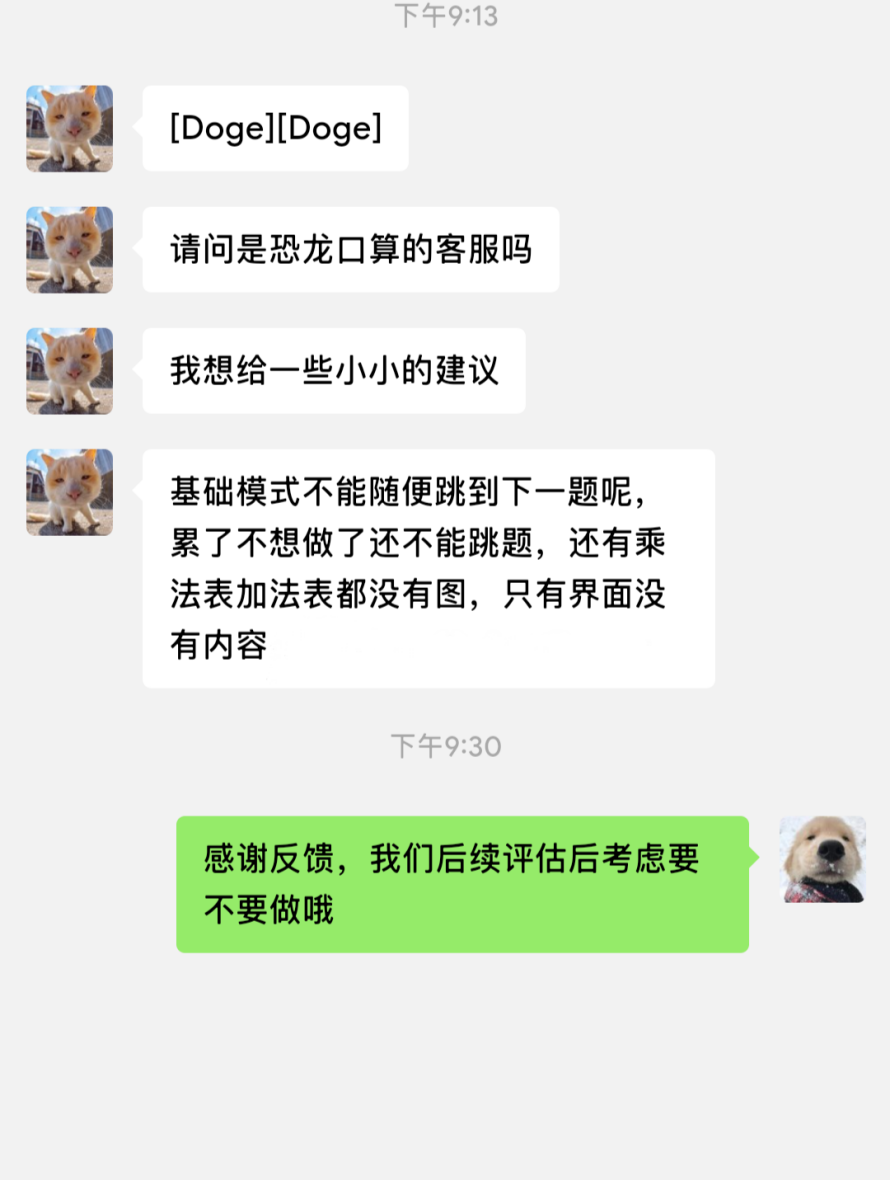 下午9:13
[Doge][Doge]
请问是恐龙口算的客服吗
我想给一些小小的建议
基础模式不能随便跳到下一题呢，
累了不想做了还不能跳题，还有乘
法表加法表都没有图，只有界面没
有内容
下午9:30
感谢反馈，我们后续评估后考虑要
不要做哦